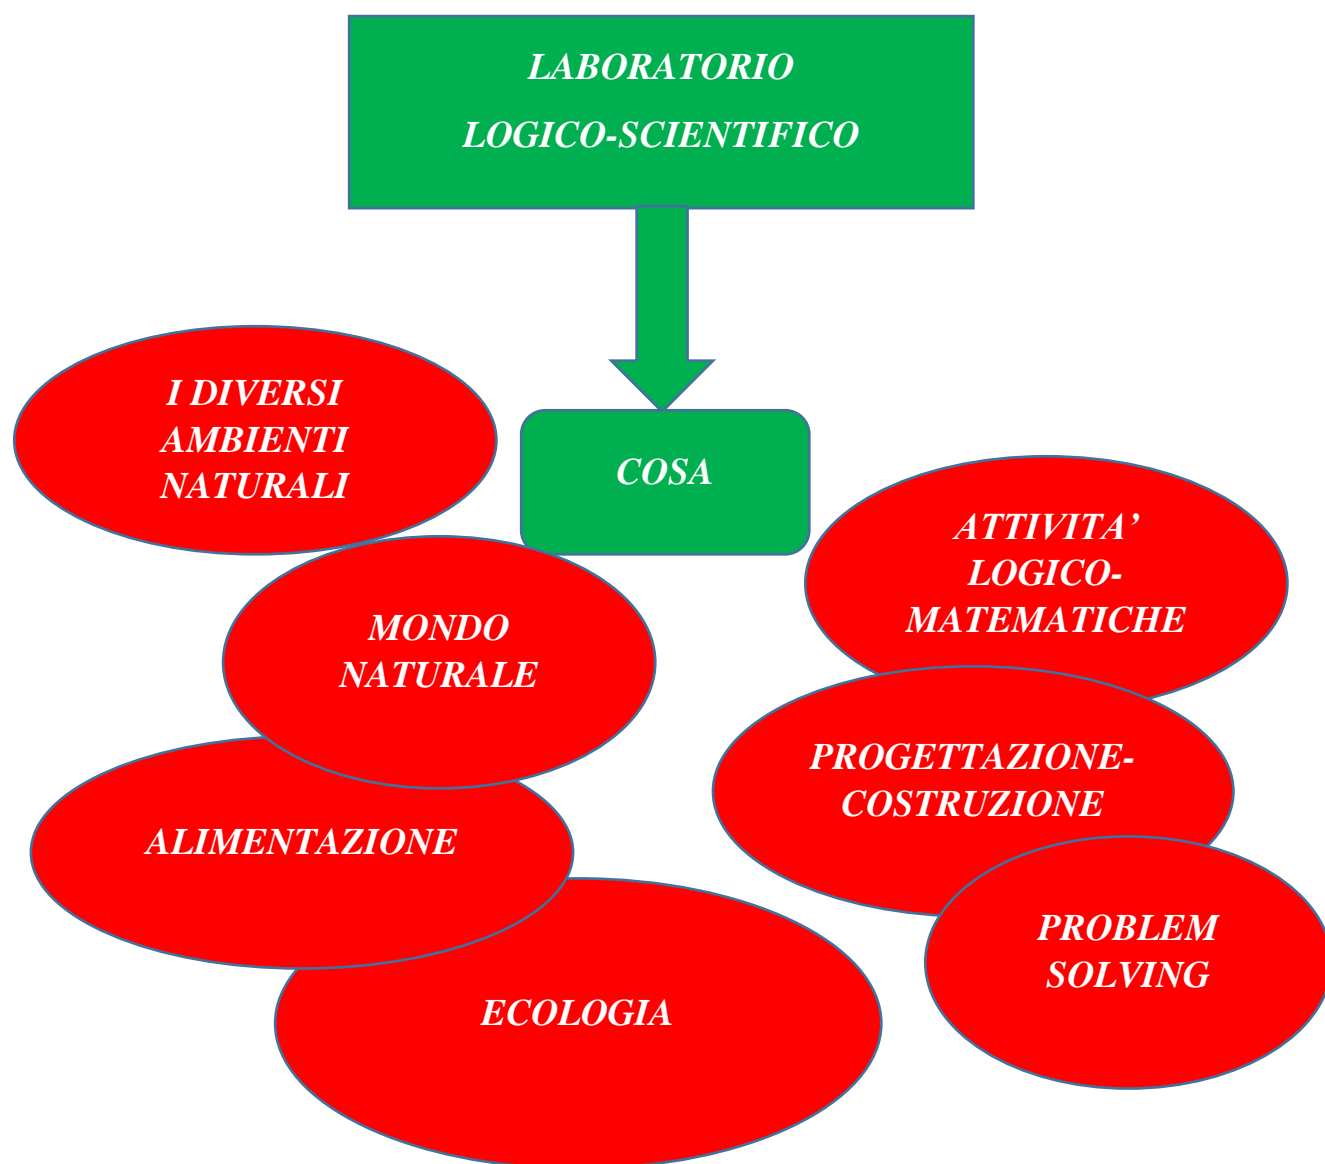 LABORATORIO
LOGICO-SCIENTIFICO
COSA
I DIVERSI
AMBIENTI
NATURALI
MONDO
NATURALE
ALIMENTAZIONE
ECOLOGIA
ATTIVITA’
LOGICO-
MATEMATICHE
PROGETTAZIONE-
COSTRUZIONE
PROBLEM
SOLVING